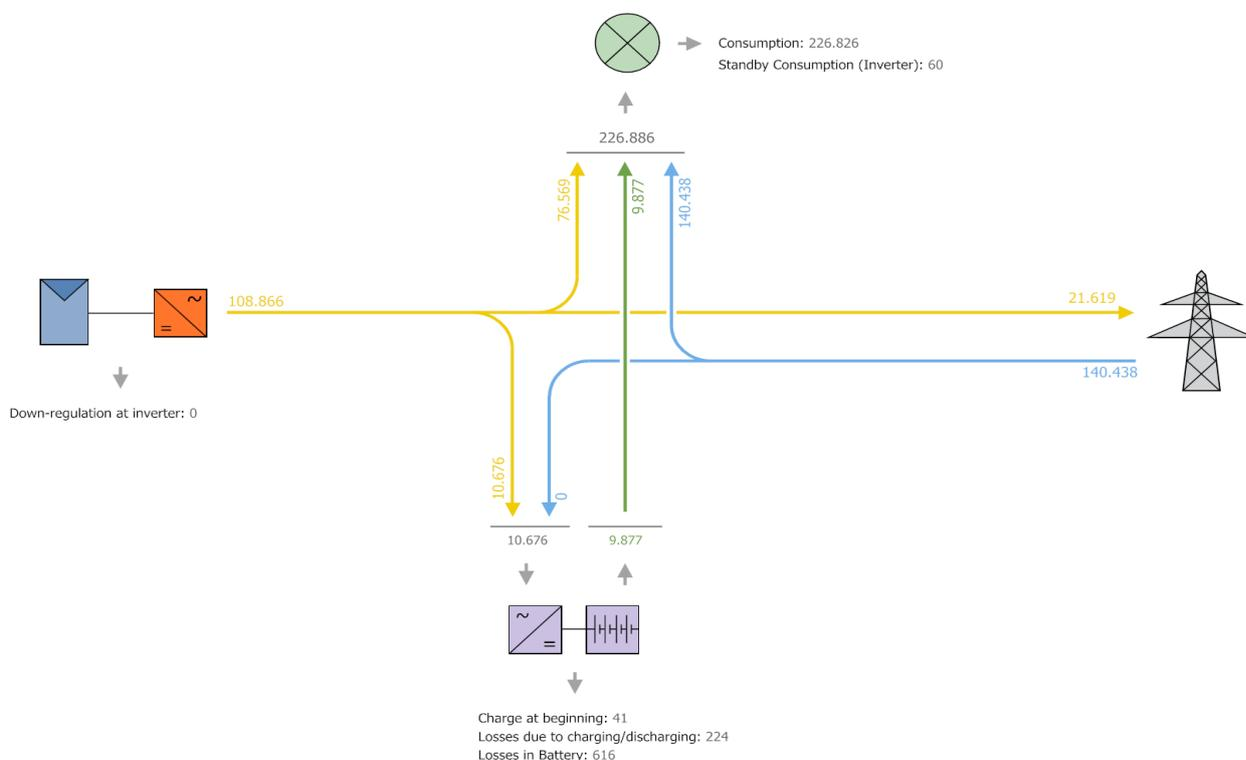 Consumption: 226.826
Standby Consumption (Inverter): 60
226.886
76.569
9.877
140.438
108.866
21.619
140.438
Down-regulation at inverter: 0
10.676
0
10.676
9.877
Charge at beginning: 41
Losses due to charging/discharging: 224
Losses in Battery: 616